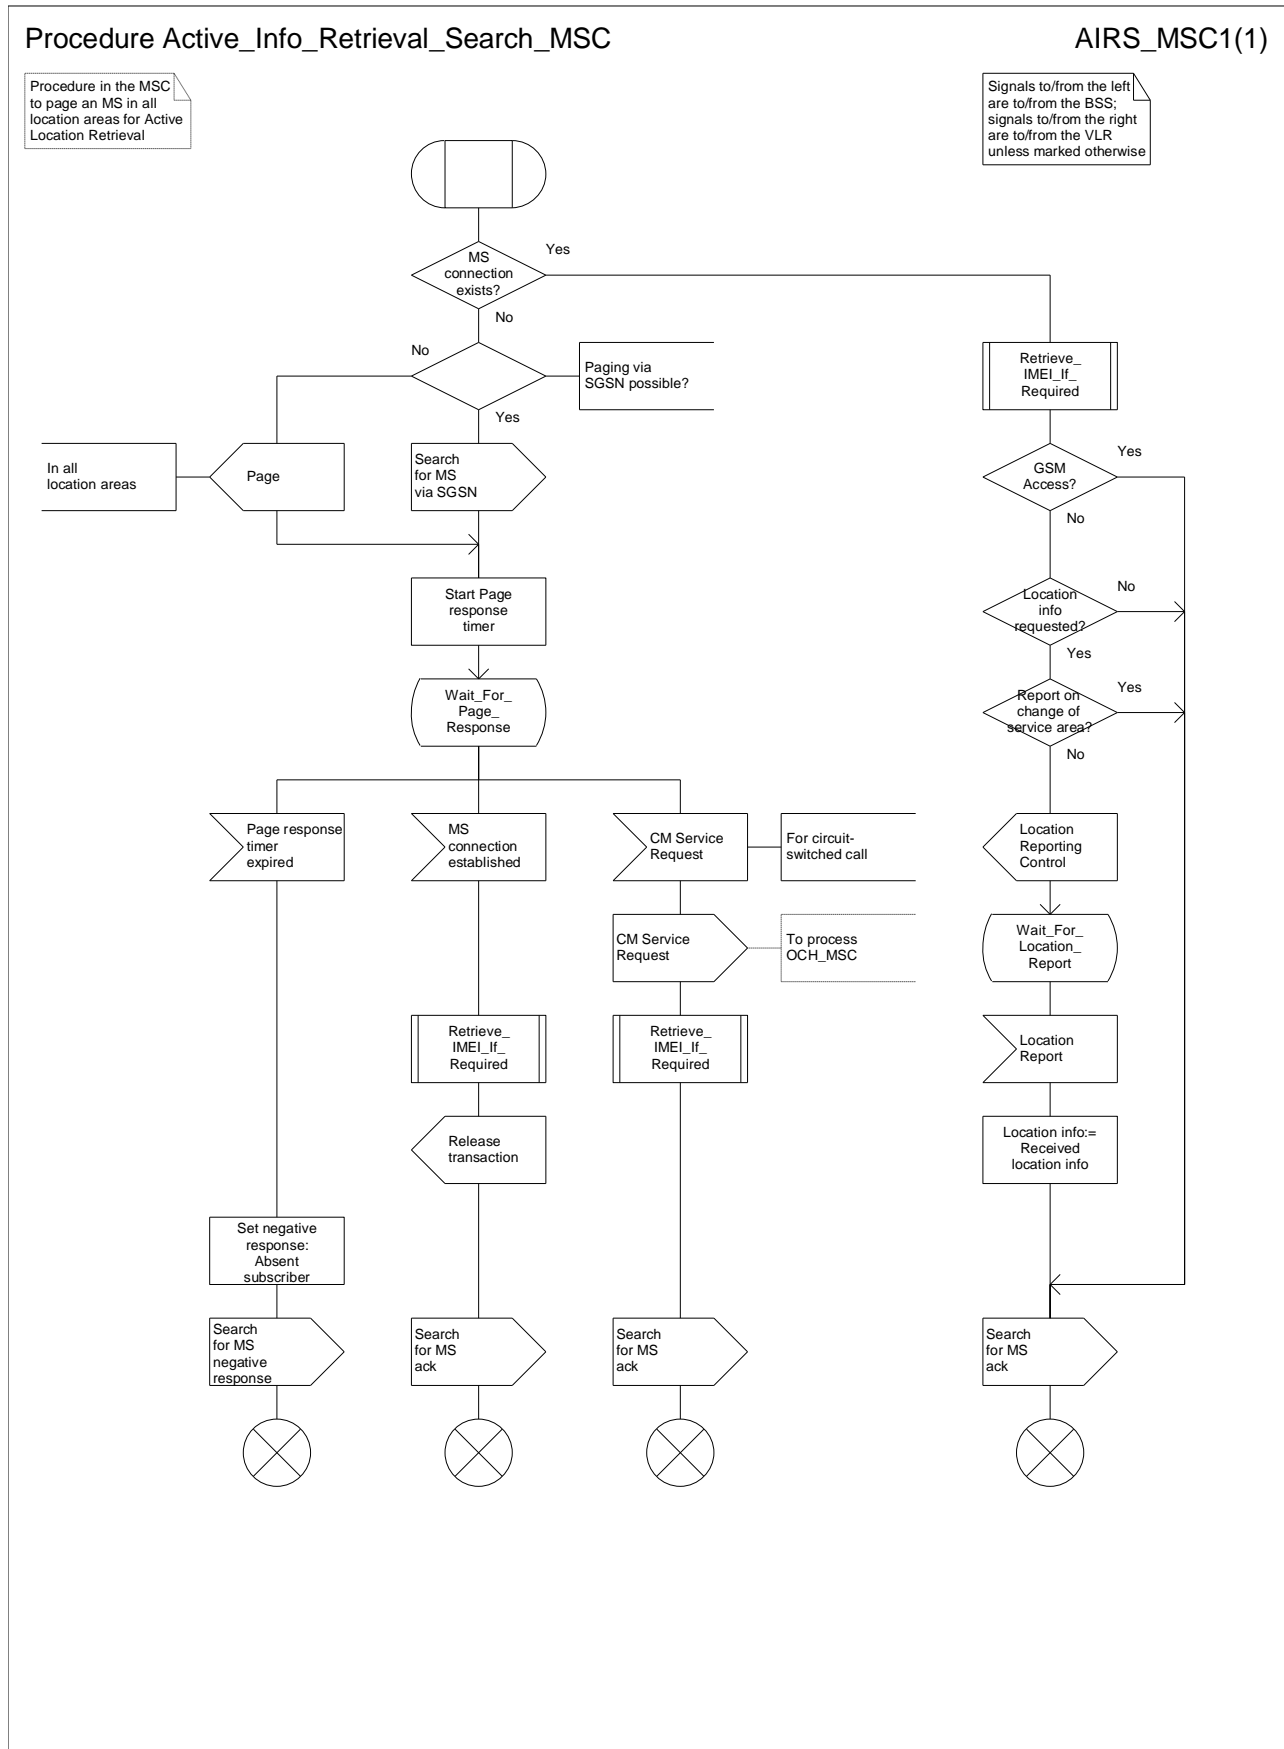 Procedure Active_Info_Retrieval_Search_MSC
AIRS_MSC1(1)
Procedure in the MSC
to page an MS in all
location areas for Active
Location Retrieval
Signals to/from the left
are to/from the BSS;
signals to/from the right
are to/from the VLR
unless marked otherwise
MS
connection
exists?
Yes
No
No
Paging via
SGSN possible?
Yes
Retrieve_
IMEI_If_
Required
In all
location areas
Page
Search
for MS
via SGSN
GSM
Access?
Yes
No
Start Page
response
timer
Location
info
requested?
No
Yes
Wait_For_
Page_
Response
Report on
change of
service area?
Yes
No
Page response
timer
expired
MS
connection
established
CM Service
Request
For circuit-
switched call
Location
Reporting
Control
CM Service
Request
To process
OCH_MSC
Wait_For_
Location_
Report
Retrieve_
IMEI_If_
Required
Retrieve_
IMEI_If_
Required
Location
Report
Release
transaction
Location info:=
Received
location info
Set negative
response:
Absent
subscriber
Search
for MS
negative
response
Search
for MS
ack
Search
for MS
ack
Search
for MS
ack